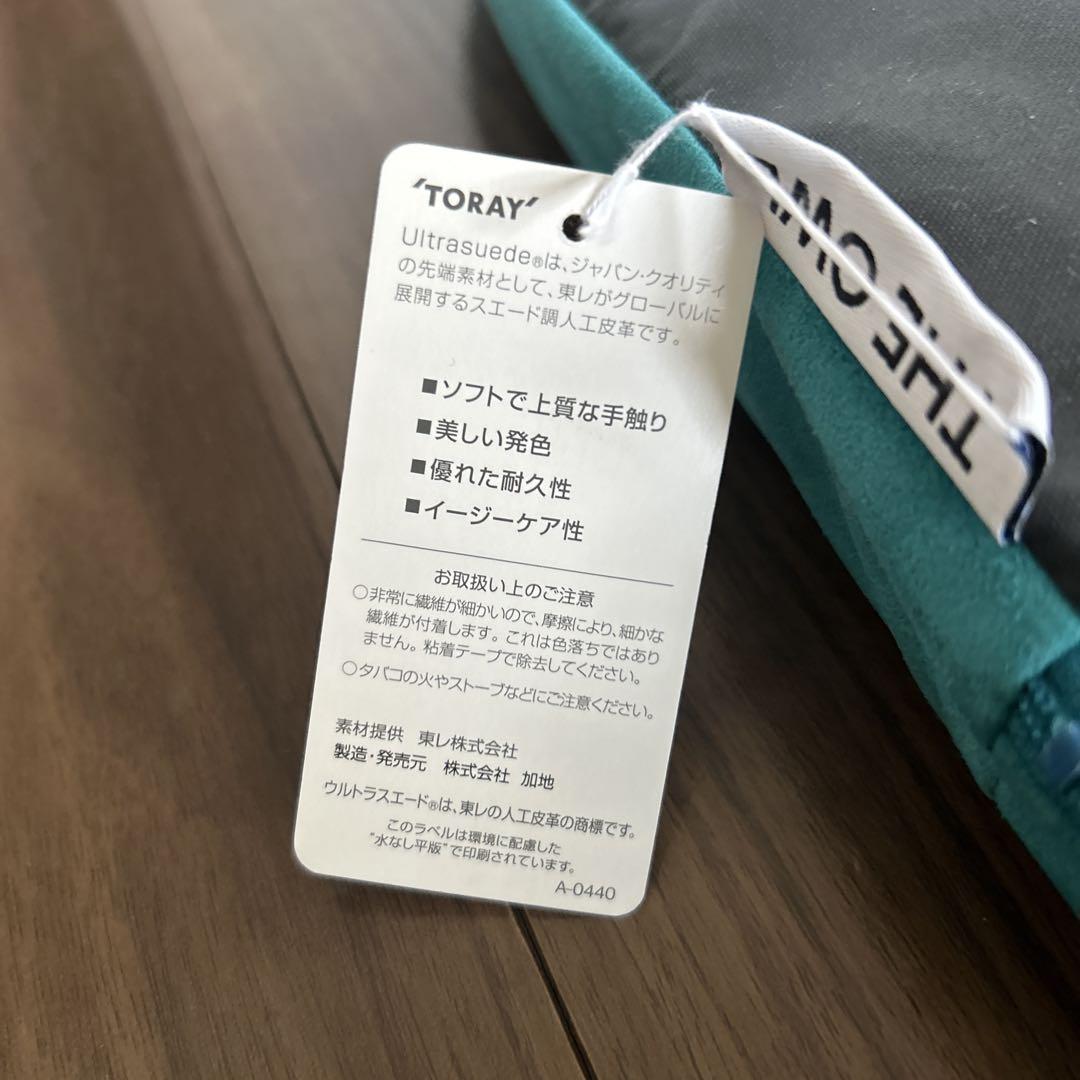 'TORAY'
Ultrasuede®は、ジャパン・クオリティ
の先端素材として、東レがグローバルに
展開するスエード調人工皮革です。
■ソフトで上質な手触り
■美しい発色
■優れた耐久性
■イージーケア性
お取扱い上のご注意
○非常に繊維が細かいので、摩擦により、細かな
繊維が付着します。これは色落ちではあり
ません。粘着テープで除去してください。
○タバコの火やストーブなどにご注意ください。
素材提供 東レ株式会社
製造・発売元 株式会社 加地
ウルトラスエード®は、東レの人工皮革の商標です。
このラベルは環境に配慮した
"水なし平版"で印刷されています。
A-0440
THE